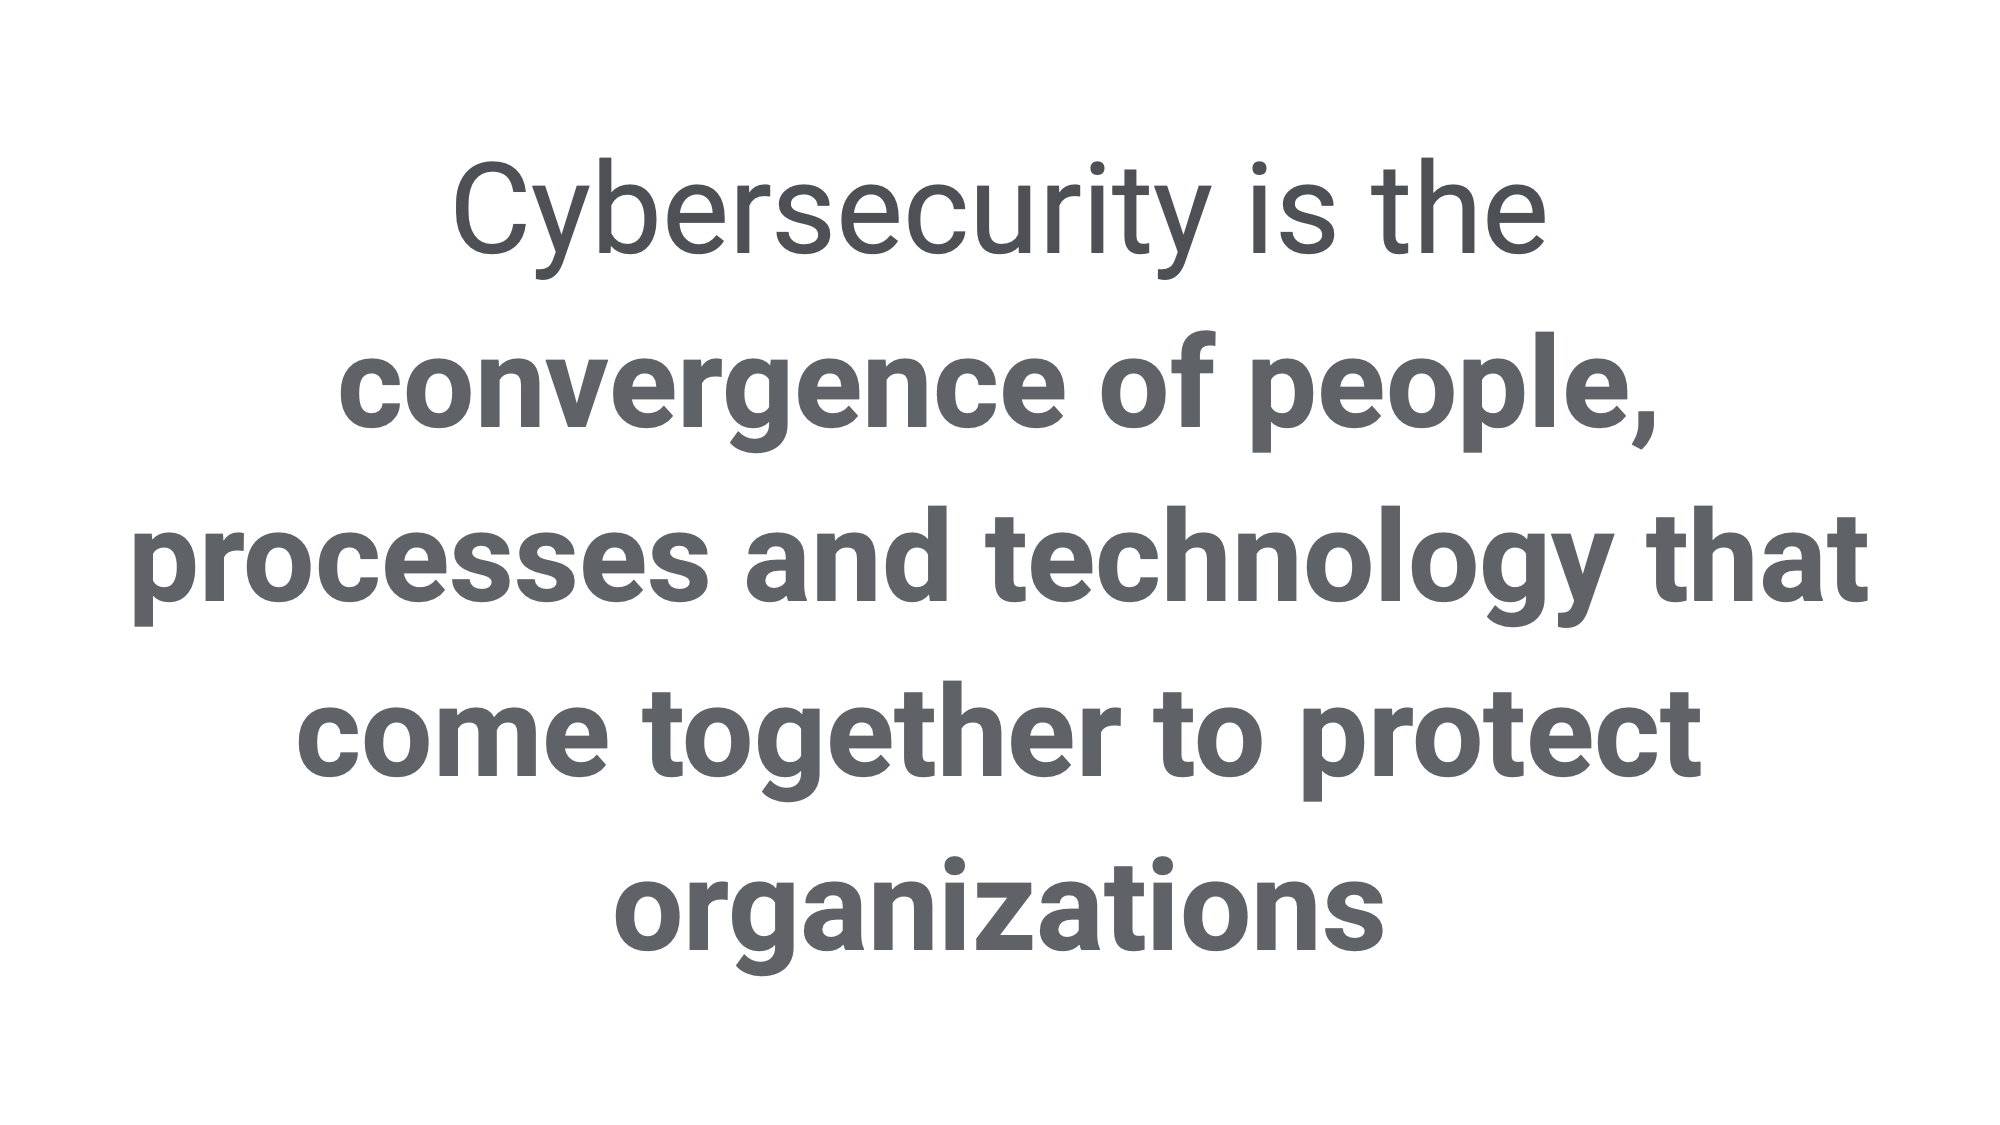 Cybersecurity is the
convergence of people,
processes and technology that
come together to protect
organizations